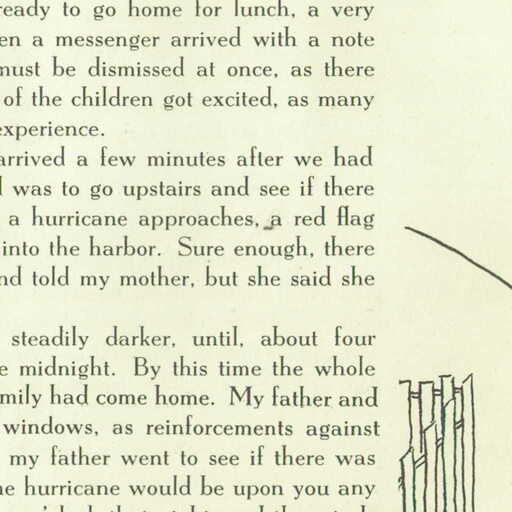 ready to go home for lunch, a very
en a messenger arrived with a note
must be dismissed at once, as there
of the children got excited, as many
experience.
arrived a few minutes after we had
was to go upstairs and see if there
a hurricane approaches, a red flag
into the harbor. Sure enough, there
nd told my mother, but she said she
steadily darker, until, about four
e midnight. By this time the whole
mily had come home. My father and
windows, as reinforcements against
my father went to see if there was
he hurricane would be upon you any